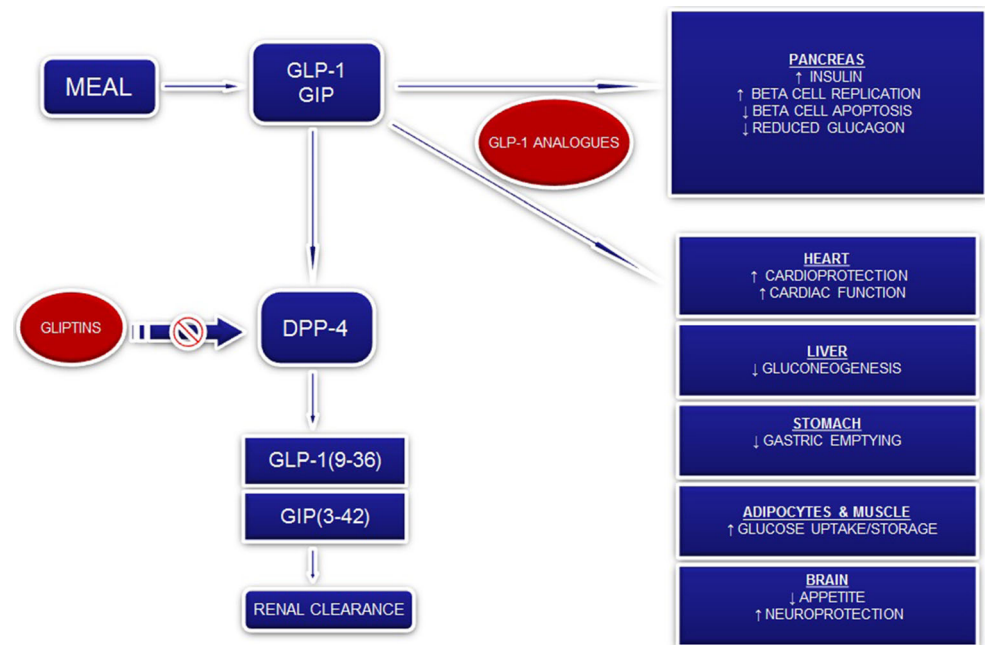 MEAL
GLP-1
GIP
GLP-1 ANALOGUES
PANCREAS
↑ INSULIN
↑ BETA CELL REPLICATION
↓ BETA CELL APOPTOSIS
↓ REDUCED GLUCAGON
HEART
↑ CARDIOPROTECTION
↑ CARDIAC FUNCTION
GLIPTINS
DPP-4
LIVER
↓ GLUCONEOGENESIS
STOMACH
↓ GASTRIC EMPTYING
GLP-1(9-36)
GIP(3-42)
ADIPOCYTES & MUSCLE
↑ GLUCOSE UPTAKE/STORAGE
RENAL CLEARANCE
BRAIN
↓ APPETITE
↑ NEUROPROTECTION